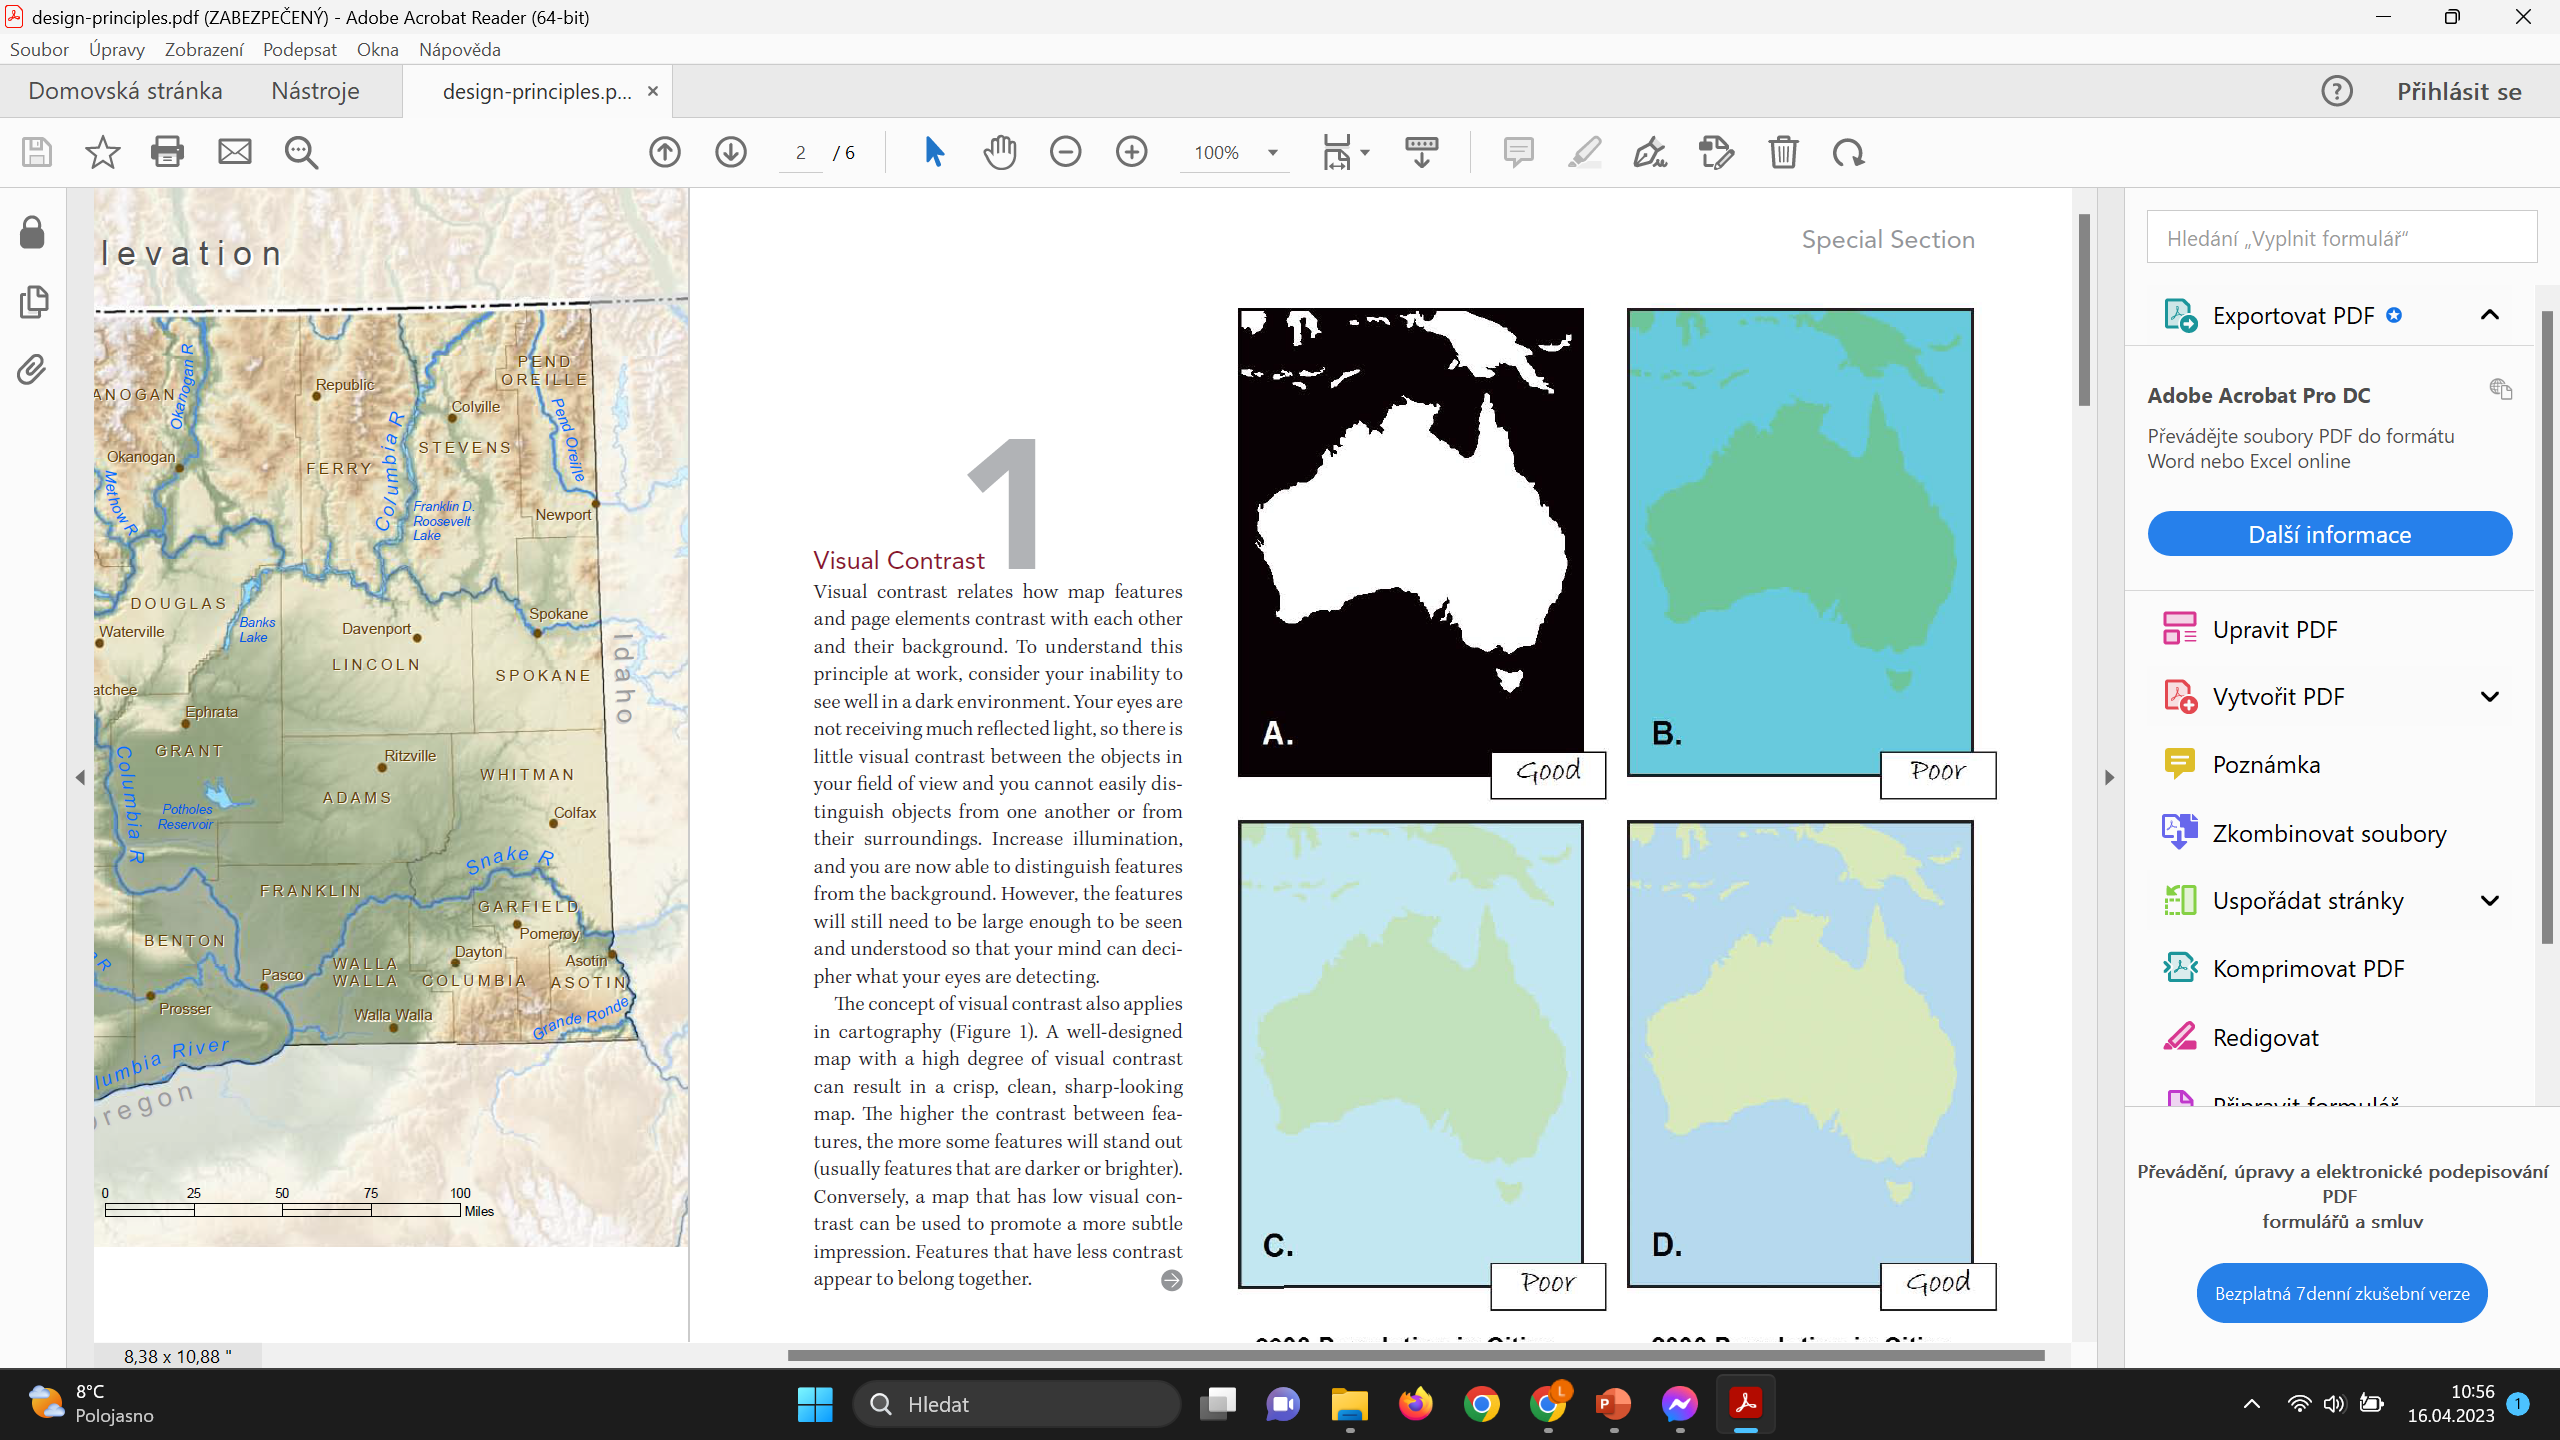 design-principles.pdf (ZABEZPEČENÝ) - Adobe Acrobat Reader (64-bit)
Soubor Úpravy Zobrazení Podepsat Okna Nápověda
Domovská stránka Nástroje design-principles.p... Přihlásit se
2 / 6 100%
levation
ANOGAN
Okanogan R
Republic
PEND
OREILLE
Colville
Pend Oreille
Columbia R
STEVENS
FERRY
Okanogan
Methow R
Franklin D.
Roosevelt
Lake
Newport
DOUGLAS
Waterville
Banks
Lake
Davenport
Spokane
LINCOLN
SPOKANE
Idaho
atchee
Ephrata
GRANT
Columbia R
Ritzville
WHITMAN
ADAMS
Potholes
Reservoir
Colfax
Snake R
FRANKLIN
GARFIELD
Pomeroy
BENTON
R
Pasco
WALLA
WALLA
Dayton
COLUMBIA
Asotin
ASOTIN
Prosser
Walla Walla
Grande Ronde
lumbia River
regon
0 25 50 75 100
Miles
8,38 x 10,88 "
Special Section
1
Visual Contrast
Visual contrast relates how map features
and page elements contrast with each other
and their background. To understand this
principle at work, consider your inability to
see well in a dark environment. Your eyes are
not receiving much reflected light, so there is
little visual contrast between the objects in
your field of view and you cannot easily dis-
tinguish objects from one another or from
their surroundings. Increase illumination,
and you are now able to distinguish features
from the background. However, the features
will still need to be large enough to be seen
and understood so that your mind can deci-
pher what your eyes are detecting.
The concept of visual contrast also applies
in cartography (Figure 1). A well-designed
map with a high degree of visual contrast
can result in a crisp, clean, sharp-looking
map. The higher the contrast between fea-
tures, the more some features will stand out
(usually features that are darker or brighter).
Conversely, a map that has low visual con-
trast can be used to promote a more subtle
impression. Features that have less contrast
appear to belong together.
A.
Good
B.
Poor
C.
Poor
D.
Good
Hledání „Vyplnit formulář“
Exportovat PDF
Adobe Acrobat Pro DC
Převádějte soubory PDF do formátu
Word nebo Excel online
Další informace
Upravit PDF
Vytvořit PDF
Poznámka
Zkombinovat soubory
Uspořádat stránky
Komprimovat PDF
Redigovat
Připravit formulář
Převádění, úpravy a elektronické podepisování
PDF
formulářů a smluv
Bezplatná 7denní zkušební verze
8°C
Polojasno
Hledat
L
P
10:56
16.04.2023
1